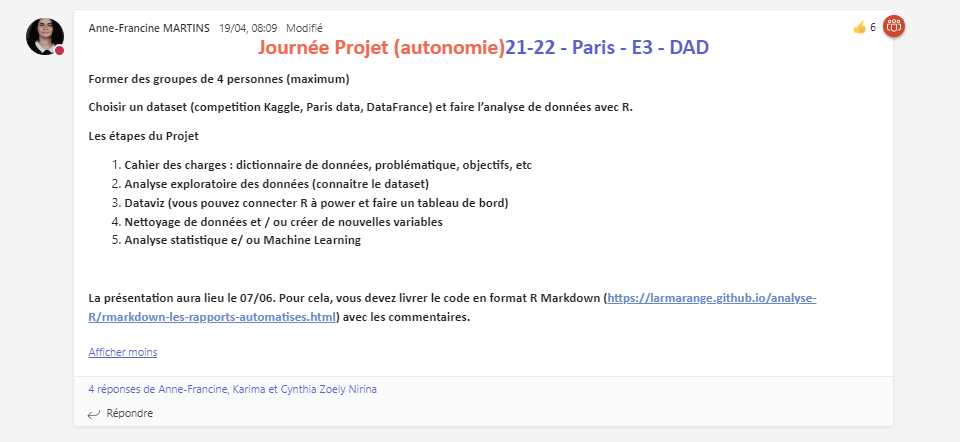 Anne-Francine MARTINS 19/04, 08:09 Modifié
👍 6
Journée Projet (autonomie)21-22 - Paris - E3 - DAD
Former des groupes de 4 personnes (maximum)
Choisir un dataset (competition Kaggle, Paris data, DataFrance) et faire l’analyse de données avec R.
Les étapes du Projet
1. Cahier des charges : dictionnaire de données, problématique, objectifs, etc
2. Analyse exploratoire des données (connaitre le dataset)
3. Dataviz (vous pouvez connecter R à power et faire un tableau de bord)
4. Nettoyage de données et / ou créer de nouvelles variables
5. Analyse statistique e/ ou Machine Learning
La présentation aura lieu le 07/06. Pour cela, vous devez livrer le code en format R Markdown (https://larmarange.github.io/analyse-
R/rmarkdown-les-rapports-automatises.html) avec les commentaires.
Afficher moins
4 réponses de Anne-Francine, Karima et Cynthia Zoely Nirina
Répondre